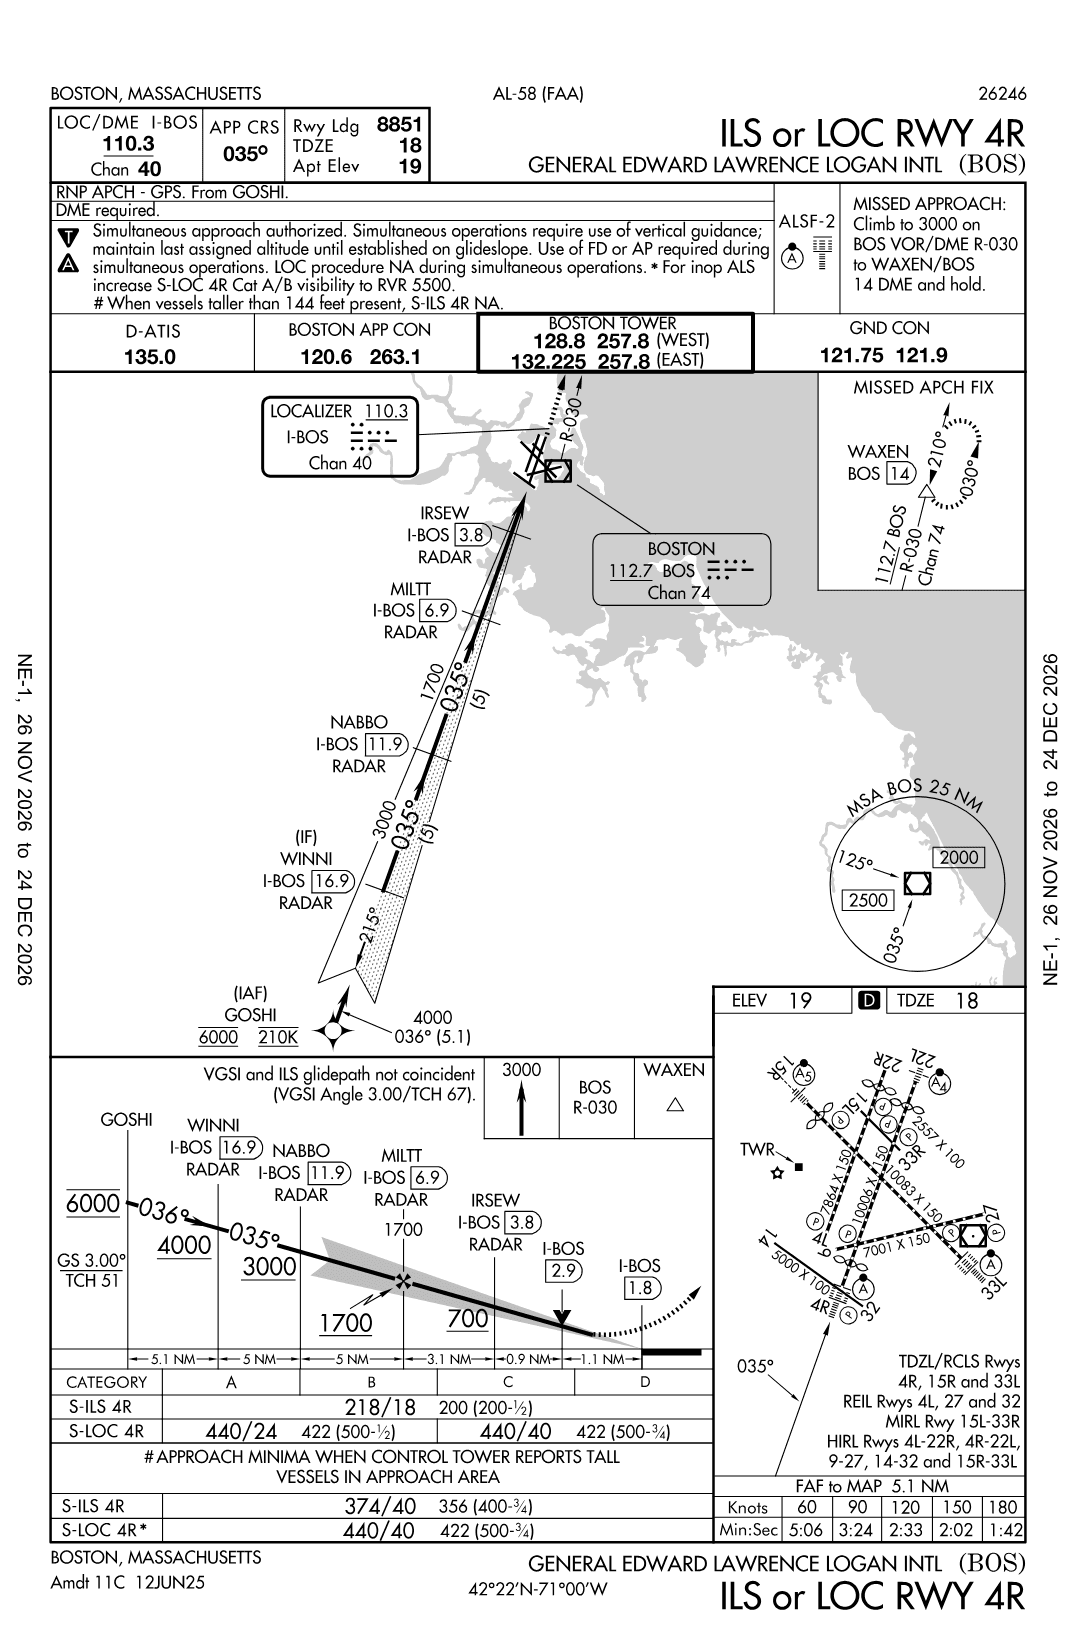 BOSTON, MASSACHUSETTS
AL-58 (FAA)
26246
LOC/DME I-BOS
110.3
Chan 40
APP CRS
035°
Rwy Ldg 8851
TDZE 18
Apt Elev 19
ILS or LOC RWY 4R
GENERAL EDWARD LAWRENCE LOGAN INTL (BOS)
RNP APCH - GPS. From GOSHI.
DME required.
T
A
Simultaneous approach authorized. Simultaneous operations require use of vertical guidance;
maintain last assigned altitude until established on glideslope. Use of FD or AP required during
simultaneous operations. LOC procedure NA during simultaneous operations. * For inop ALS
increase S-LOC 4R Cat A/B visibility to RVR 5500.
# When vessels taller than 144 feet present, S-ILS 4R NA.
ALSF-2
A
MISSED APPROACH:
Climb to 3000 on
BOS VOR/DME R-030
to WAXEN/BOS
14 DME and hold.
D-ATIS
135.0
BOSTON APP CON
120.6 263.1
BOSTON TOWER
128.8 257.8 (WEST)
132.225 257.8 (EAST)
GND CON
121.75 121.9
LOCALIZER 110.3
I-BOS
Chan 40
R-030
MISSED APCH FIX
WAXEN
BOS 14
210°
030°
112.7 BOS
R-030
Chan 74
IRSEW
I-BOS 3.8
RADAR
BOSTON
112.7 BOS
Chan 74
MILTT
I-BOS 6.9
RADAR
1700
035°
(5)
NABBO
I-BOS 11.9
RADAR
3000
035°
(5)
(IF)
WINNI
I-BOS 16.9
RADAR
215°
(IAF)
GOSHI
6000 210K
4000
036° (5.1)
MSA BOS 25 NM
125°
2000
2500
035°
NE-1, 26 NOV 2026 to 24 DEC 2026
NE-1, 26 NOV 2026 to 24 DEC 2026
ELEV 19
D
TDZE 18
15R
A5
22R
22L
A4
15L
P
P
P
P
2557 X 100
33R
TWR
7864 X 150
10006 X 150
10083 X 150
P
4L
P
9
7001 X 150
27
P
P
A
33L
14
5000 X 100
A
4R
P
32
035°
TDZL/RCLS Rwys
4R, 15R and 33L
REIL Rwys 4L, 27 and 32
MIRL Rwy 15L-33R
HIRL Rwys 4L-22R, 4R-22L,
9-27, 14-32 and 15R-33L
FAF to MAP 5.1 NM
Knots 60 90 120 150 180
Min:Sec 5:06 3:24 2:33 2:02 1:42
VGSI and ILS glidepath not coincident
(VGSI Angle 3.00/TCH 67).
3000
BOS
R-030
WAXEN
GOSHI
WINNI
I-BOS 16.9
RADAR
NABBO
I-BOS 11.9
RADAR
MILTT
I-BOS 6.9
RADAR
1700
IRSEW
I-BOS 3.8
RADAR
I-BOS
2.9
I-BOS
1.8
6000
036°
4000
035°
3000
GS 3.00°
TCH 51
1700
700
5.1 NM
5 NM
5 NM
3.1 NM
0.9 NM
1.1 NM
CATEGORY A B C D
S-ILS 4R 218/18 200 (200-½)
S-LOC 4R 440/24 422 (500-½) 440/40 422 (500-¾)
# APPROACH MINIMA WHEN CONTROL TOWER REPORTS TALL
VESSELS IN APPROACH AREA
S-ILS 4R 374/40 356 (400-¾)
S-LOC 4R* 440/40 422 (500-¾)
BOSTON, MASSACHUSETTS
Amdt 11C 12JUN25
42°22'N-71°00'W
GENERAL EDWARD LAWRENCE LOGAN INTL (BOS)
ILS or LOC RWY 4R